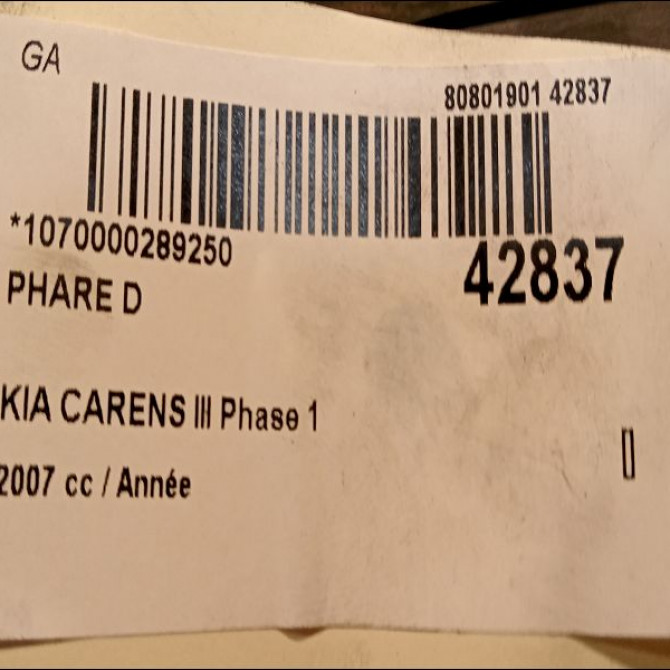 GA
80801901 42837
*1070000289250
42837
PHARE D
KIA CARENS III Phase 1
2007 cc / Année